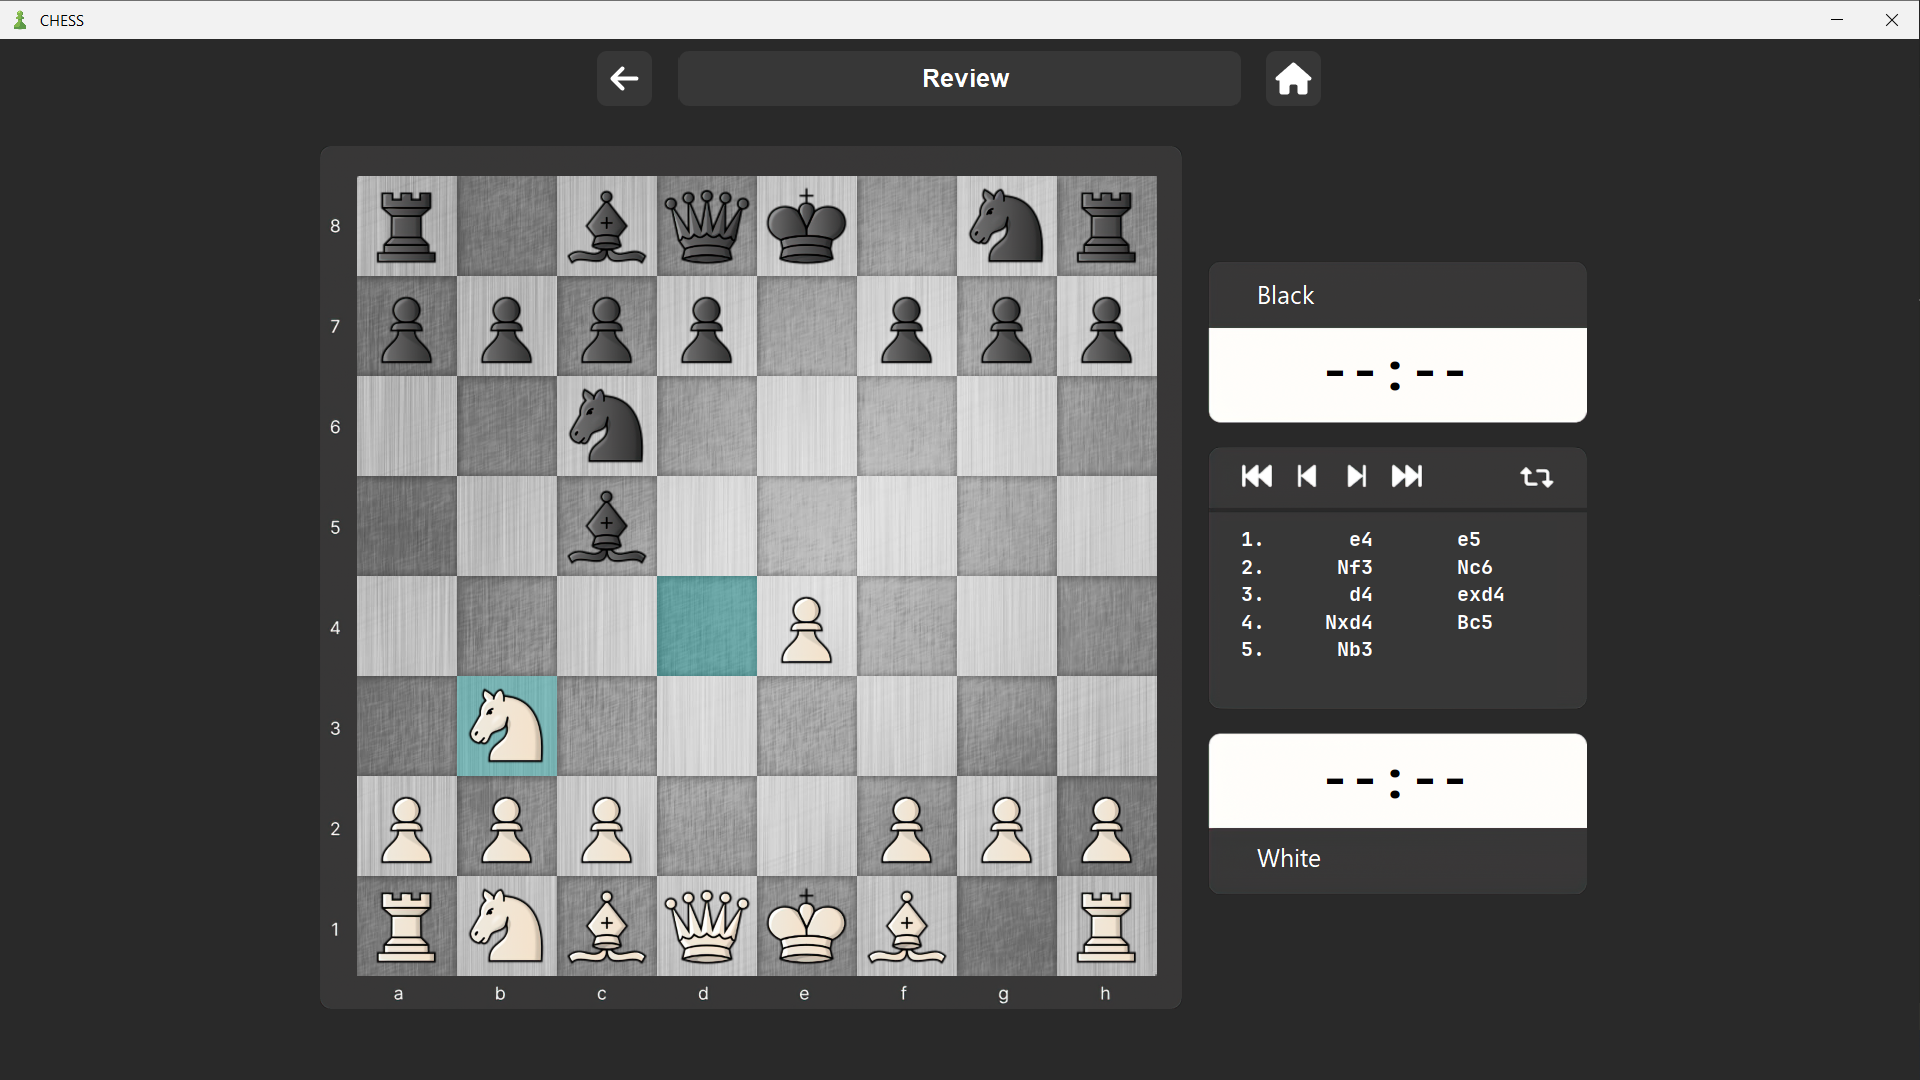 CHESS
Review
8
7
6
5
4
3
2
1
a b c d e f g h
Black
--:--
1. e4 e5
2. Nf3 Nc6
3. d4 exd4
4. Nxd4 Bc5
5. Nb3
--:--
White